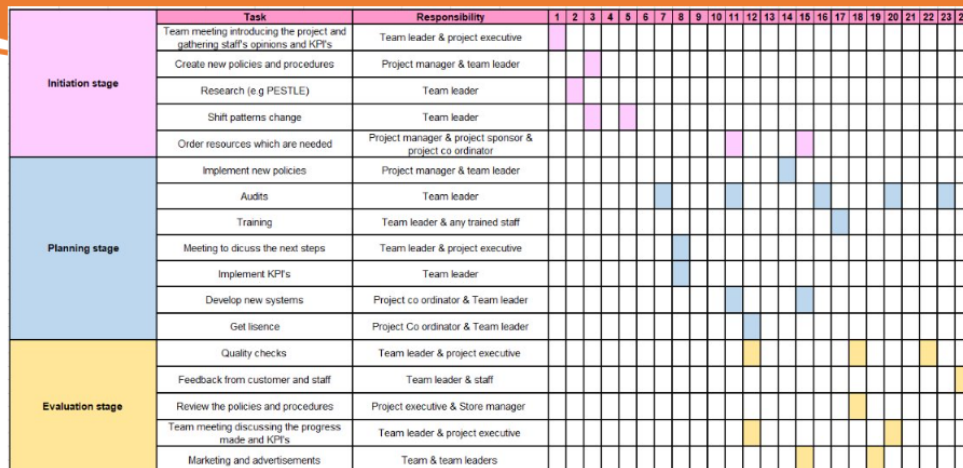 Task Responsibility 1 2 3 4 5 6 7 8 9 10 11 12 13 14 15 16 17 18 19 20 21 22 23
Initiation stage
Team meeting introducing the project and
gathering staff's opinions and KPI's
Team leader & project executive
Create new policies and procedures Project manager & team leader
Research (e.g PESTLE) Team leader
Shift patterns change Team leader
Order resources which are needed
Project manager & project sponsor &
project co ordinator
Planning stage
Implement new policies Project manager & team leader
Audits Team leader
Training Team leader & any trained staff
Meeting to dicuss the next steps Team leader & project executive
Implement KPI's Team leader
Develop new systems Project co ordinator & Team leader
Get lisence Project Co ordinator & Team leader
Evaluation stage
Quality checks Team leader & project executive
Feedback from customer and staff Team leader & staff
Review the policies and procedures Project executive & Store manager
Team meeting discussing the progress
made and KPI's
Team leader & project executive
Marketing and advertisements Team & team leaders